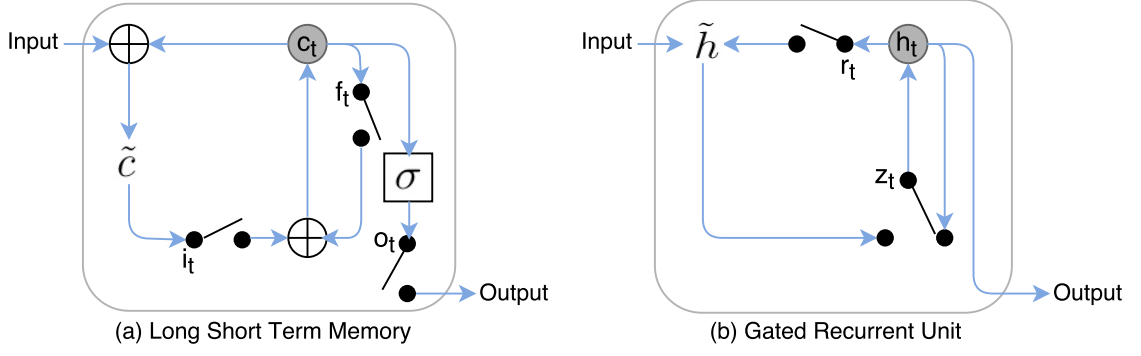 Input
c_t
f_t
c̃
σ
i_t
o_t
Output
(a) Long Short Term Memory
Input
h̃
r_t
h_t
z_t
Output
(b) Gated Recurrent Unit